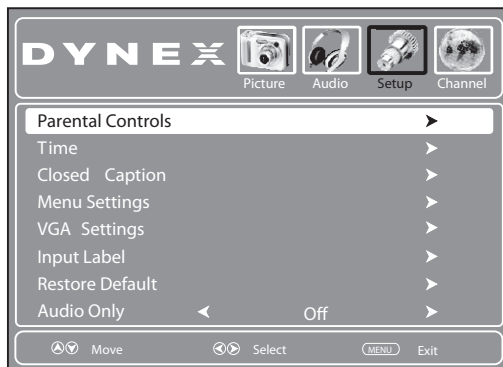 DYNEX
Picture Audio Setup Channel
Parental Controls
Time
Closed Caption
Menu Settings
VGA Settings
Input Label
Restore Default
Audio Only Off
Move Select MENU Exit